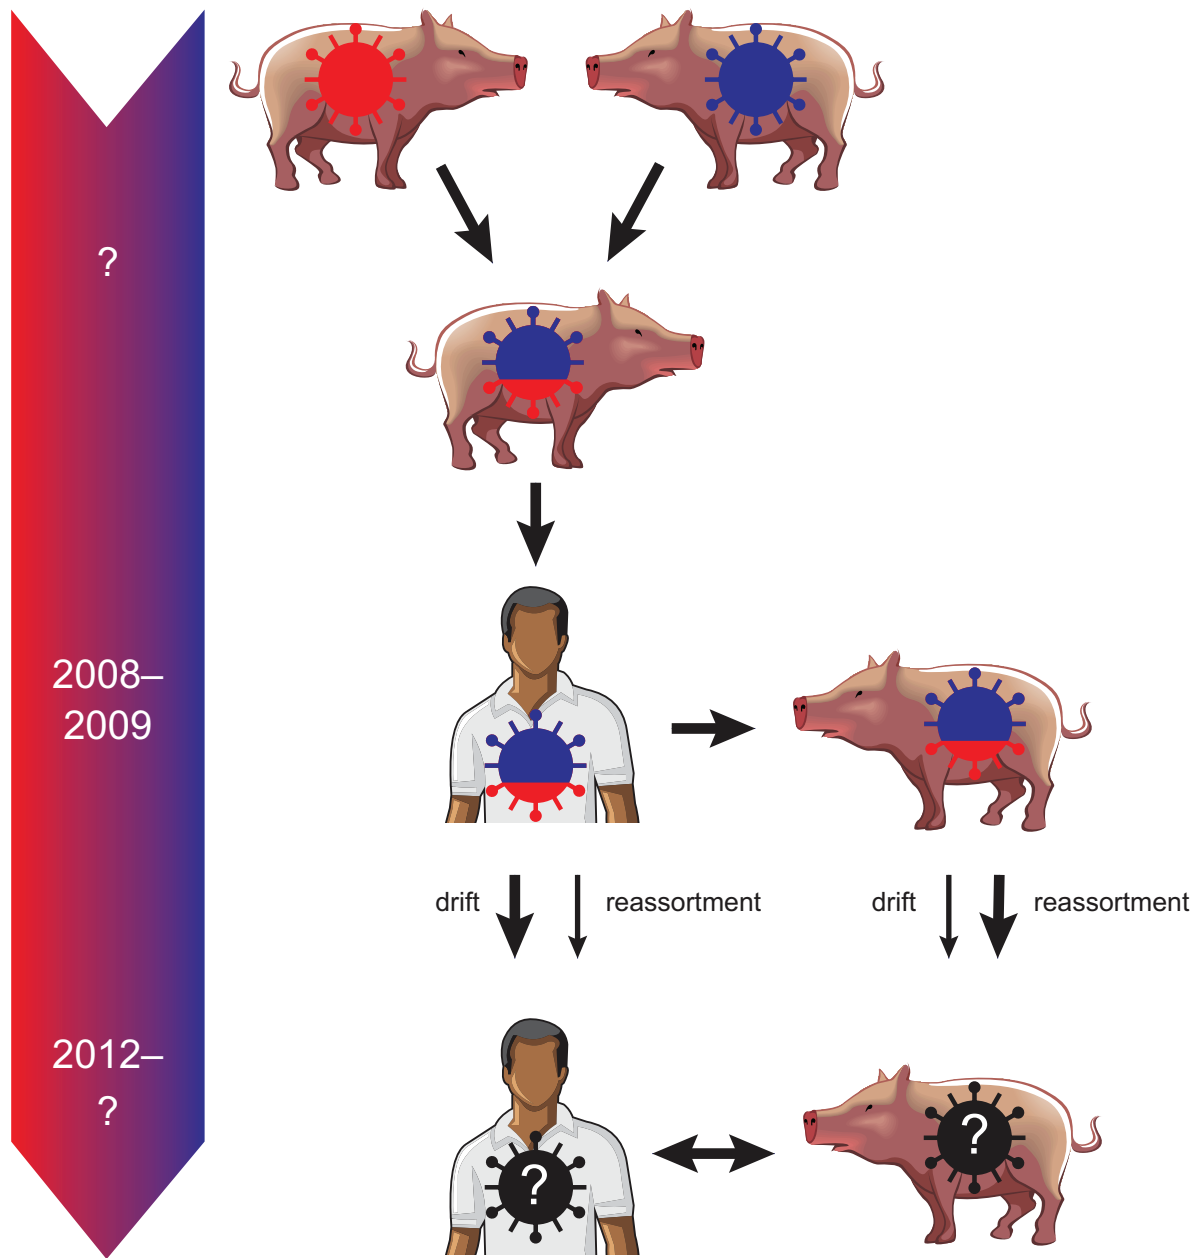 ?
2008–
2009
drift
reassortment
drift
reassortment
2012–
?
?
?